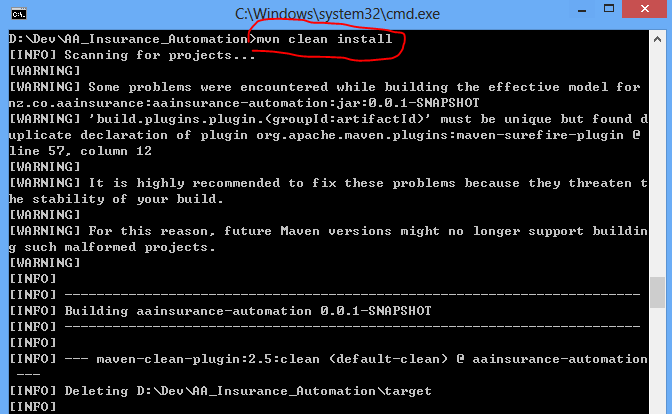 C:\Windows\system32\cmd.exe
D:\Dev\AA_Insurance_Automation>mvn clean install
[INFO] Scanning for projects...
[WARNING]
[WARNING] Some problems were encountered while building the effective model for
nz.co.aainsurance:aainsurance-automation:jar:0.0.1-SNAPSHOT
[WARNING] 'build.plugins.plugin.(groupId:artifactId)' must be unique but found d
uplicate declaration of plugin org.apache.maven.plugins:maven-surefire-plugin @
line 57, column 12
[WARNING]
[WARNING] It is highly recommended to fix these problems because they threaten t
he stability of your build.
[WARNING]
[WARNING] For this reason, future Maven versions might no longer support buildin
g such malformed projects.
[WARNING]
[INFO]
[INFO] ------------------------------------------------------------------------
[INFO] Building aainsurance-automation 0.0.1-SNAPSHOT
[INFO] ------------------------------------------------------------------------
[INFO]
[INFO] --- maven-clean-plugin:2.5:clean (default-clean) @ aainsurance-automation
---
[INFO] Deleting D:\Dev\AA_Insurance_Automation\target
[INFO]